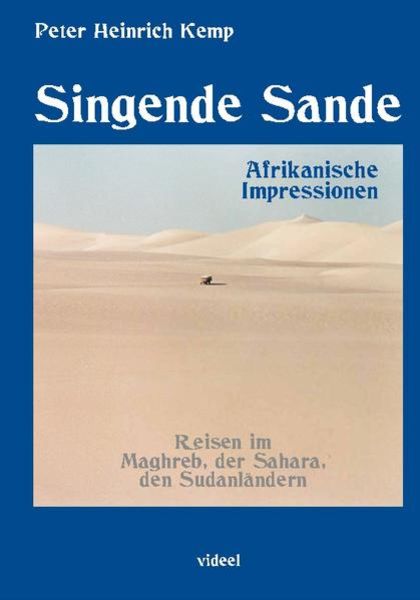 Peter Heinrich Kemp
Singende Sande
Afrikanische
Impressionen
Reisen im
Maghreb, der Sahara,
den Sudanländern
videel